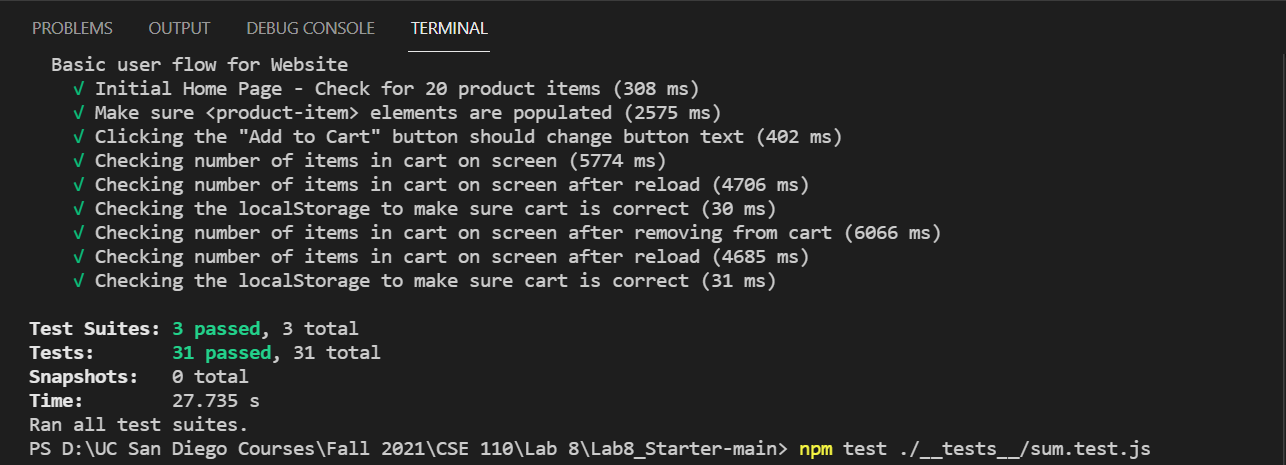 PROBLEMS OUTPUT DEBUG CONSOLE TERMINAL
Basic user flow for Website
√ Initial Home Page - Check for 20 product items (308 ms)
√ Make sure <product-item> elements are populated (2575 ms)
√ Clicking the "Add to Cart" button should change button text (402 ms)
√ Checking number of items in cart on screen (5774 ms)
√ Checking number of items in cart on screen after reload (4706 ms)
√ Checking the localStorage to make sure cart is correct (30 ms)
√ Checking number of items in cart on screen after removing from cart (6066 ms)
√ Checking number of items in cart on screen after reload (4685 ms)
√ Checking the localStorage to make sure cart is correct (31 ms)
Test Suites: 3 passed, 3 total
Tests: 31 passed, 31 total
Snapshots: 0 total
Time: 27.735 s
Ran all test suites.
PS D:\UC San Diego Courses\Fall 2021\CSE 110\Lab 8\Lab8_Starter-main> npm test ./__tests__/sum.test.js